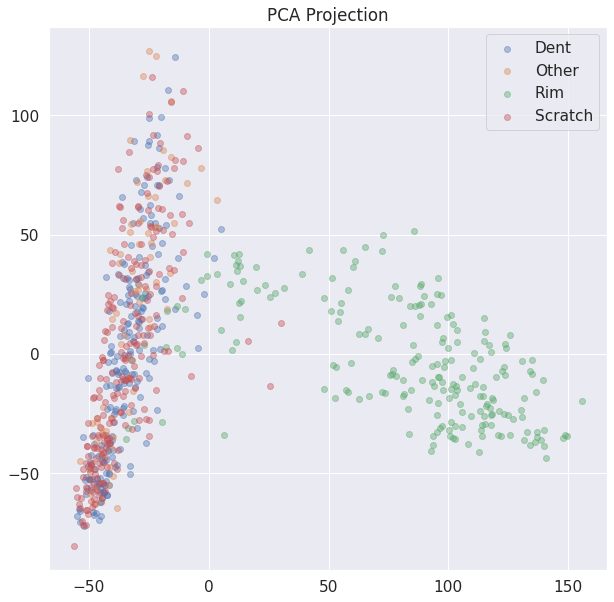 PCA Projection
Dent
Other
Rim
Scratch
100
50
0
−50
−50
0
50
100
150